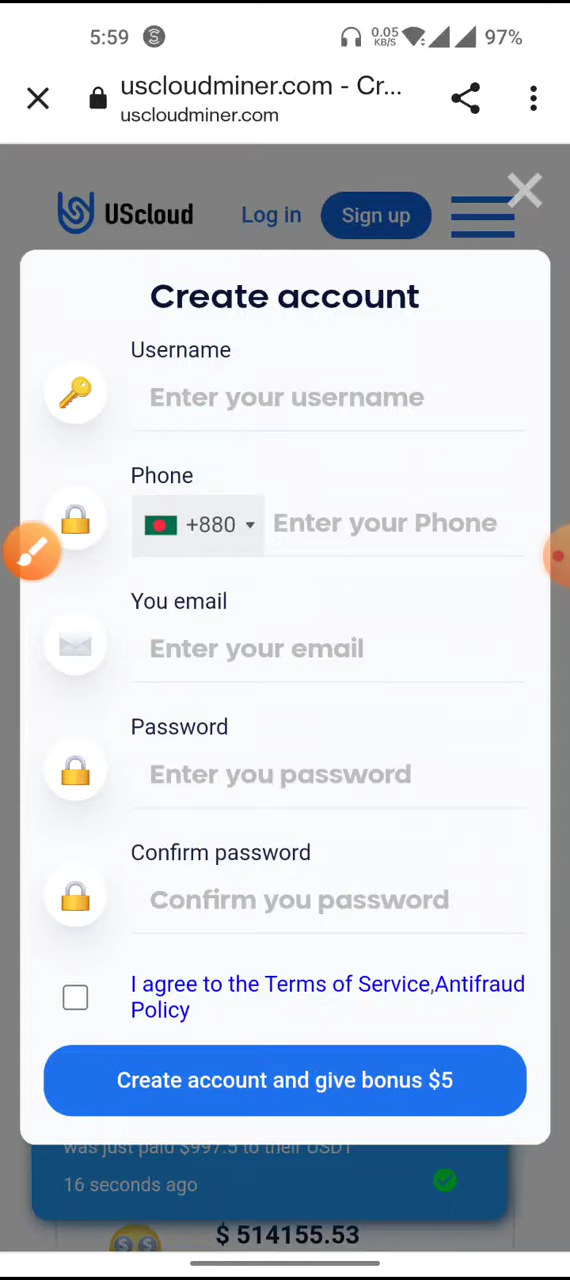 5:59
0.05
KB/S
97%
uscloudminer.com - Cr...
uscloudminer.com
UScloud
Log in
Sign up
Create account
Username
Enter your username
Phone
+880
Enter your Phone
You email
Enter your email
Password
Enter you password
Confirm password
Confirm you password
I agree to the Terms of Service,Antifraud
Policy
Create account and give bonus $5
was just paid $997.5 to their USDT
16 seconds ago
$ 514155.53